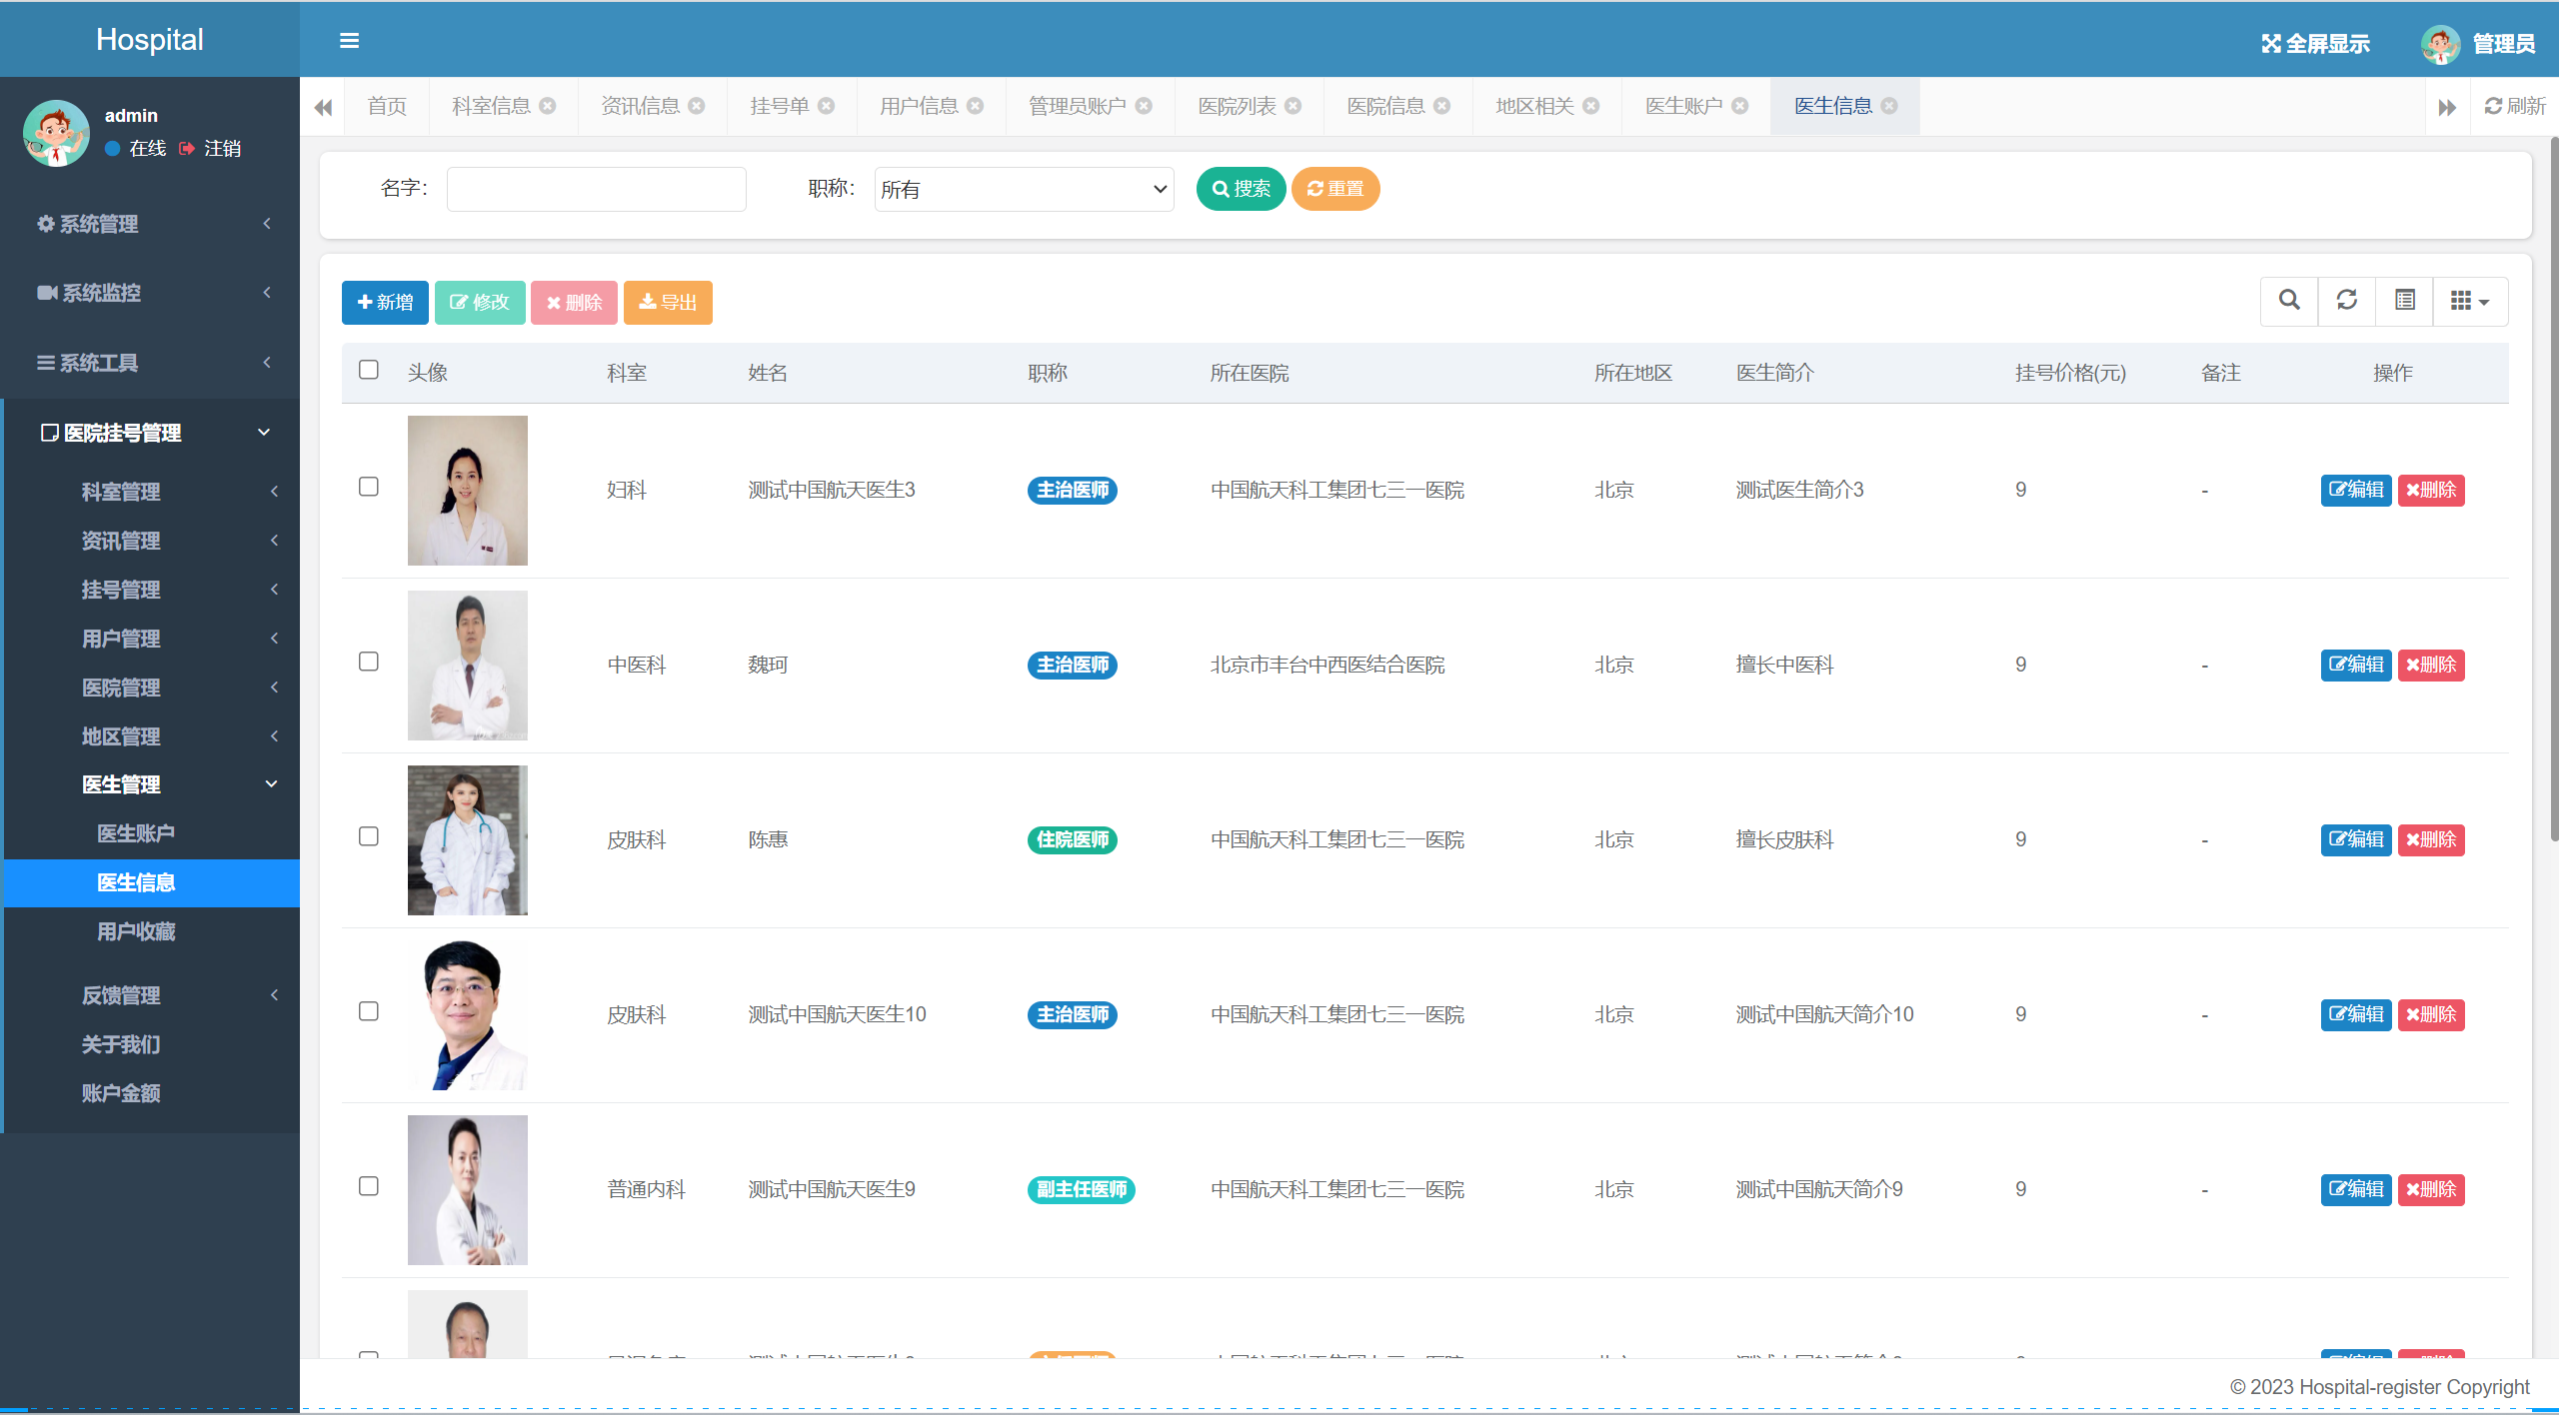 Hospital
全屏显示
管理员
admin
在线 注销
首页 科室信息 资讯信息 挂号单 用户信息 管理员账户 医院列表 医院信息 地区相关 医生账户 医生信息 刷新
名字： 职称： 所有 搜索 重置
系统管理
系统监控
系统工具
医院挂号管理
科室管理
资讯管理
挂号管理
用户管理
医院管理
地区管理
医生管理
医生账户
医生信息
用户收藏
反馈管理
关于我们
账户金额
新增 修改 删除 导出
头像 科室 姓名 职称 所在医院 所在地区 医生简介 挂号价格(元) 备注 操作
妇科 测试中国航天医生3 主治医师 中国航天科工集团七三一医院 北京 测试医生简介3 9 - 编辑 删除
中医科 魏珂 主治医师 北京市丰台中西医结合医院 北京 擅长中医科 9 - 编辑 删除
皮肤科 陈惠 住院医师 中国航天科工集团七三一医院 北京 擅长皮肤科 9 - 编辑 删除
皮肤科 测试中国航天医生10 主治医师 中国航天科工集团七三一医院 北京 测试中国航天简介10 9 - 编辑 删除
普通内科 测试中国航天医生9 副主任医师 中国航天科工集团七三一医院 北京 测试中国航天简介9 9 - 编辑 删除
© 2023 Hospital-register Copyright